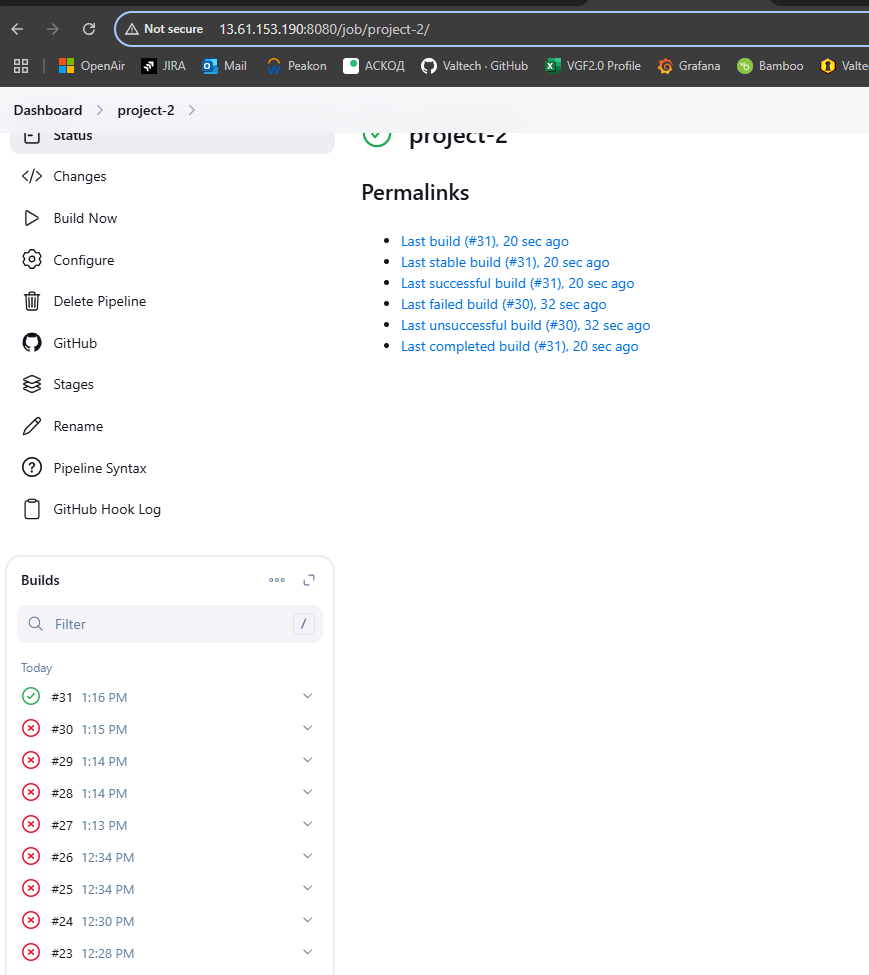 Not secure 13.61.153.190:8080/job/project-2/
OpenAir JIRA Mail Peakon АСКОД Valtech · GitHub VGF2.0 Profile Grafana Bamboo Valte
Dashboard project-2
Status
project-2
Changes
Build Now
Configure
Delete Pipeline
GitHub
Stages
Rename
Pipeline Syntax
GitHub Hook Log
Permalinks
Last build (#31), 20 sec ago
Last stable build (#31), 20 sec ago
Last successful build (#31), 20 sec ago
Last failed build (#30), 32 sec ago
Last unsuccessful build (#30), 32 sec ago
Last completed build (#31), 20 sec ago
Builds
Filter /
Today
#31 1:16 PM
#30 1:15 PM
#29 1:14 PM
#28 1:14 PM
#27 1:13 PM
#26 12:34 PM
#25 12:34 PM
#24 12:30 PM
#23 12:28 PM